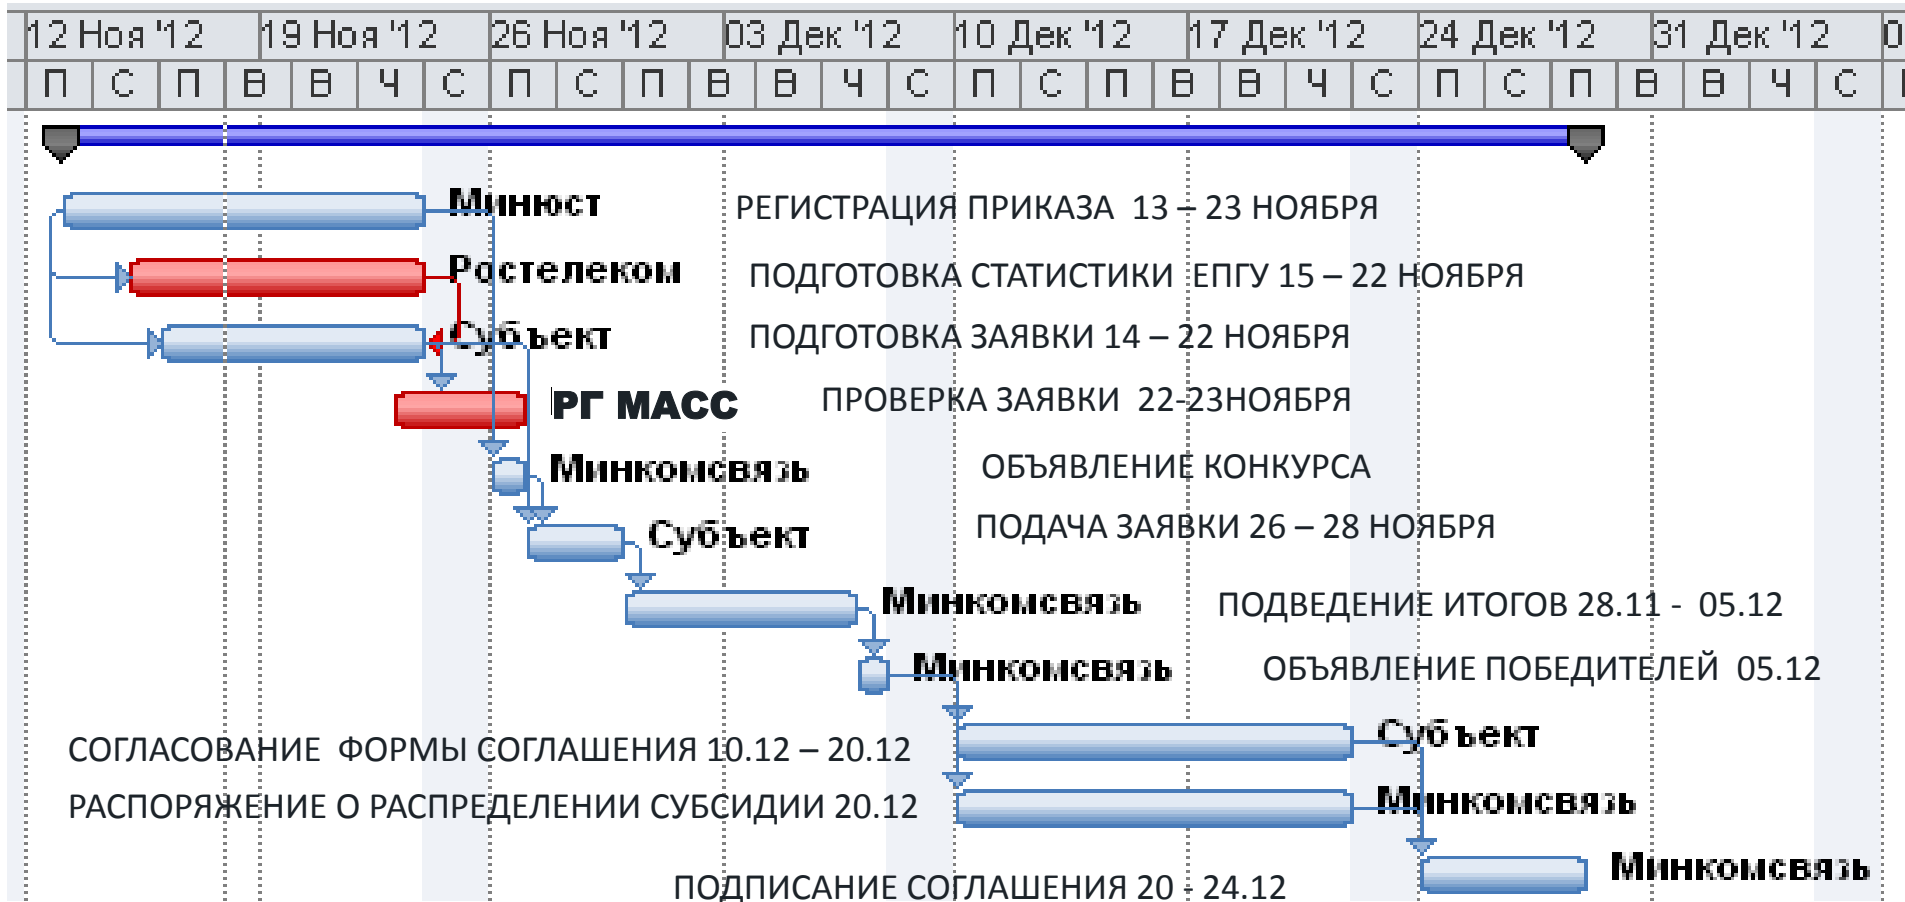 12 Ноя '12 19 Ноя '12 26 Ноя '12 03 Дек '12 10 Дек '12 17 Дек '12 24 Дек '12 31 Дек '12 0
П С П В В Ч С П С П В В Ч С П С П В В Ч С П С П В В Ч С
Минюст РЕГИСТРАЦИЯ ПРИКАЗА 13 – 23 НОЯБРЯ
Ростелеком ПОДГОТОВКА СТАТИСТИКИ ЕПГУ 15 – 22 НОЯБРЯ
Субъект ПОДГОТОВКА ЗАЯВКИ 14 – 22 НОЯБРЯ
РГ МАСС ПРОВЕРКА ЗАЯВКИ 22-23НОЯБРЯ
Минкомсвязь ОБЪЯВЛЕНИЕ КОНКУРСА
Субъект ПОДАЧА ЗАЯВКИ 26 – 28 НОЯБРЯ
Минкомсвязь ПОДВЕДЕНИЕ ИТОГОВ 28.11 - 05.12
Минкомсвязь ОБЪЯВЛЕНИЕ ПОБЕДИТЕЛЕЙ 05.12
СОГЛАСОВАНИЕ ФОРМЫ СОГЛАШЕНИЯ 10.12 – 20.12 Субъект
РАСПОРЯЖЕНИЕ О РАСПРЕДЕЛЕНИИ СУБСИДИИ 20.12 Минкомсвязь
ПОДПИСАНИЕ СОГЛАШЕНИЯ 20 - 24.12 Минкомсвязь